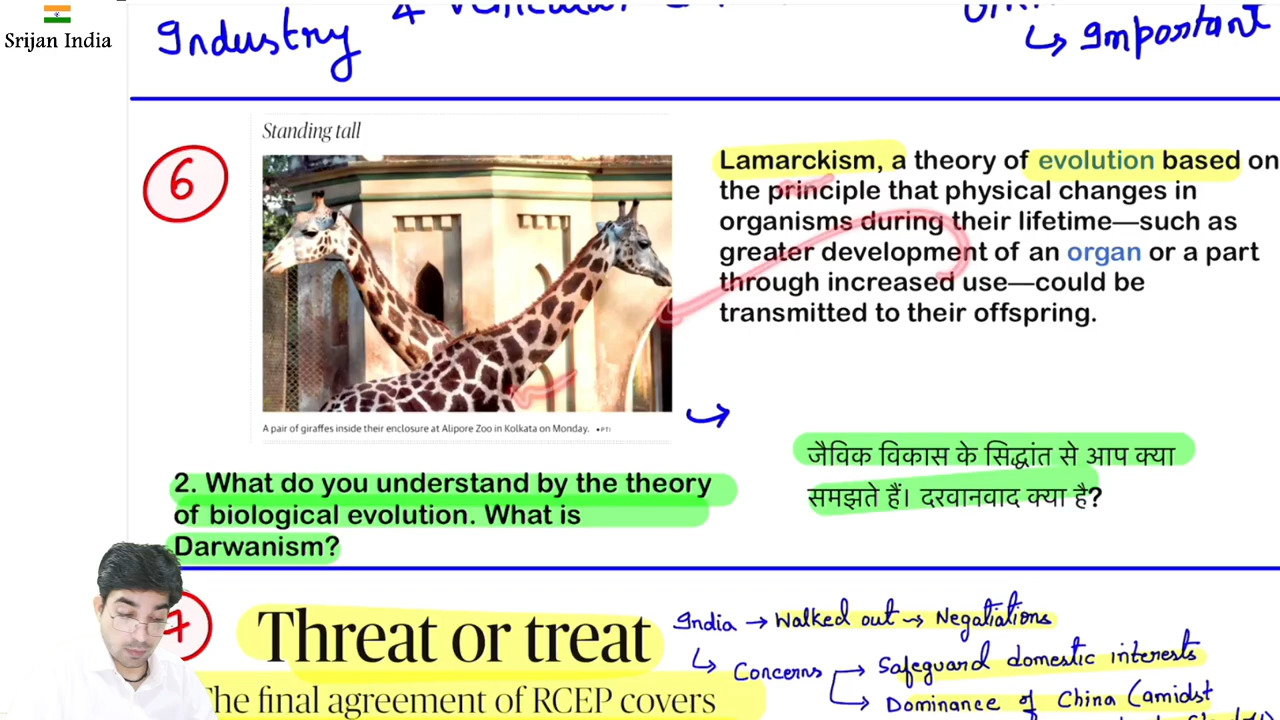 Srijan India
Industry
Important
6
Standing tall
A pair of giraffes inside their enclosure at Alipore Zoo in Kolkata on Monday. •PTI
Lamarckism, a theory of evolution based on
the principle that physical changes in
organisms during their lifetime—such as
greater development of an organ or a part
through increased use—could be
transmitted to their offspring.
2. What do you understand by the theory
of biological evolution. What is
Darwanism?
जैविक विकास के सिद्धांत से आप क्या
समझते हैं। दरवानवाद क्या है?
7
Threat or treat
The final agreement of RCEP covers
India → Walked out → Negatiations
Concerns → Safeguard domestic interests
→ Dominance of China (amidst